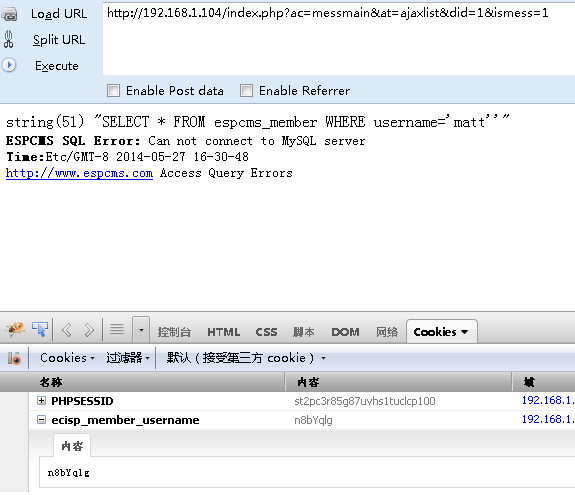 Load URL
http://192.168.1.104/index.php?ac=messmain&at=ajaxlist&did=1&ismess=1
Split URL
Execute
Enable Post data Enable Referrer
string(51) "SELECT * FROM espcms_member WHERE username='matt''"
ESPCMS SQL Error: Can not connect to MySQL server
Time:Etc/GMT-8 2014-05-27 16-30-48
http://www.espcms.com Access Query Errors
控制台 HTML CSS 脚本 DOM 网络 Cookies
Cookies 过滤器 默认（接受第三方 cookie）
名称 内容 域
PHPSESSID st2pc3r85g87uvhs1tuclcp100 192.168.1.
ecisp_member_username n8bYqlg 192.168.1.
内容
n8bYqlg